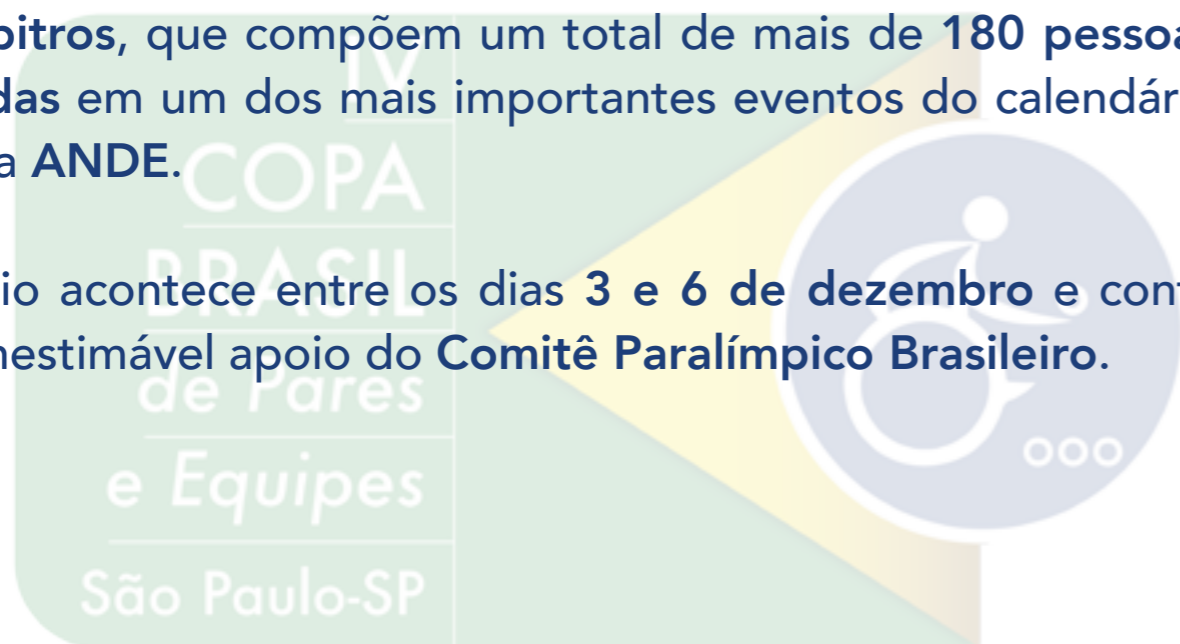 bitros, que compõem um total de mais de 180 pessoa
das em um dos mais importantes eventos do calendár
a ANDE.
io acontece entre os dias 3 e 6 de dezembro e con
nestimável apoio do Comitê Paralímpico Brasileiro.
IV
COPA
BRASIL
de Pares
e Equipes
São Paulo-SP